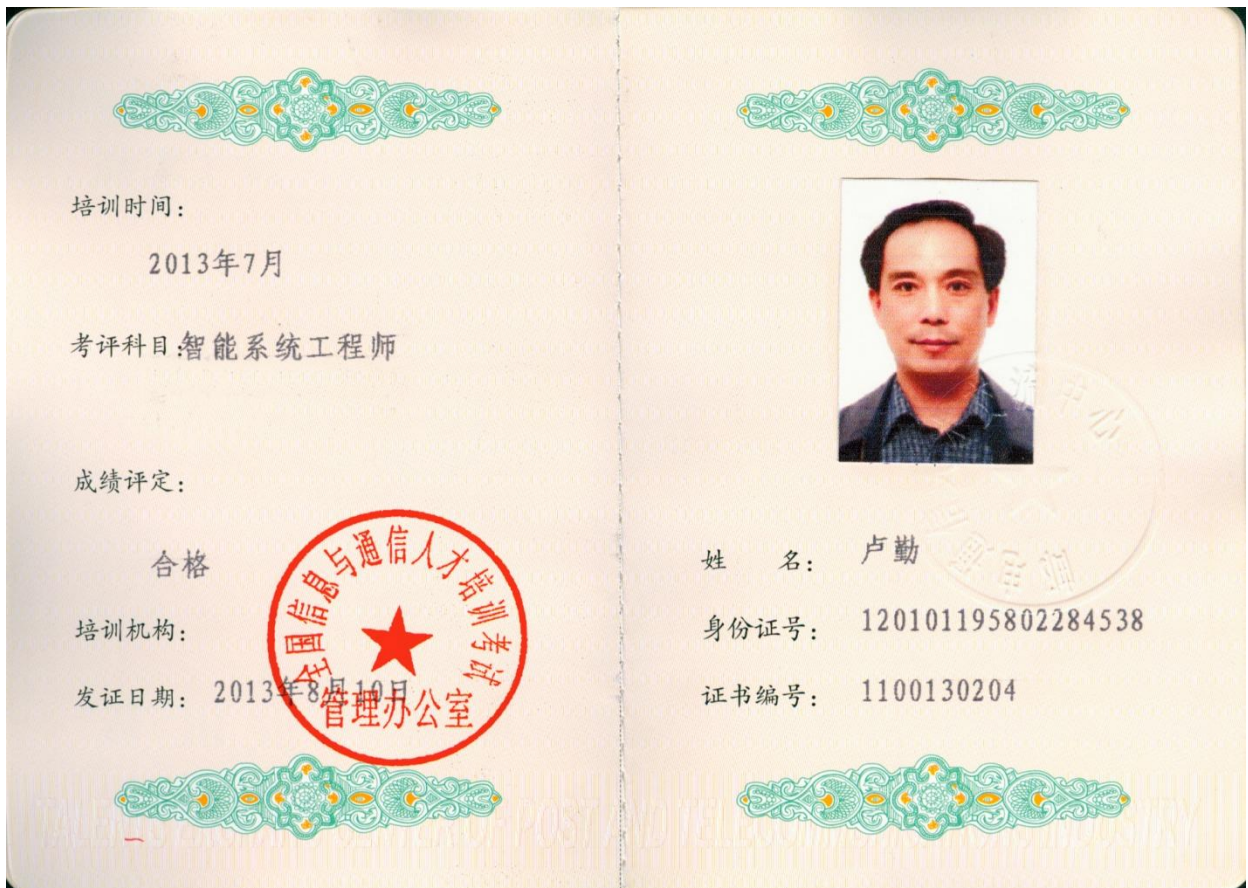 培训时间：
2013年7月
考评科目：智能系统工程师
成绩评定：
合格
培训机构：
发证日期： 2013年8月10日
全国信息与通信人才培训考试
管理办公室
姓 名： 卢勤
身份证号： 120101195802284538
证书编号： 1100130204
流中心